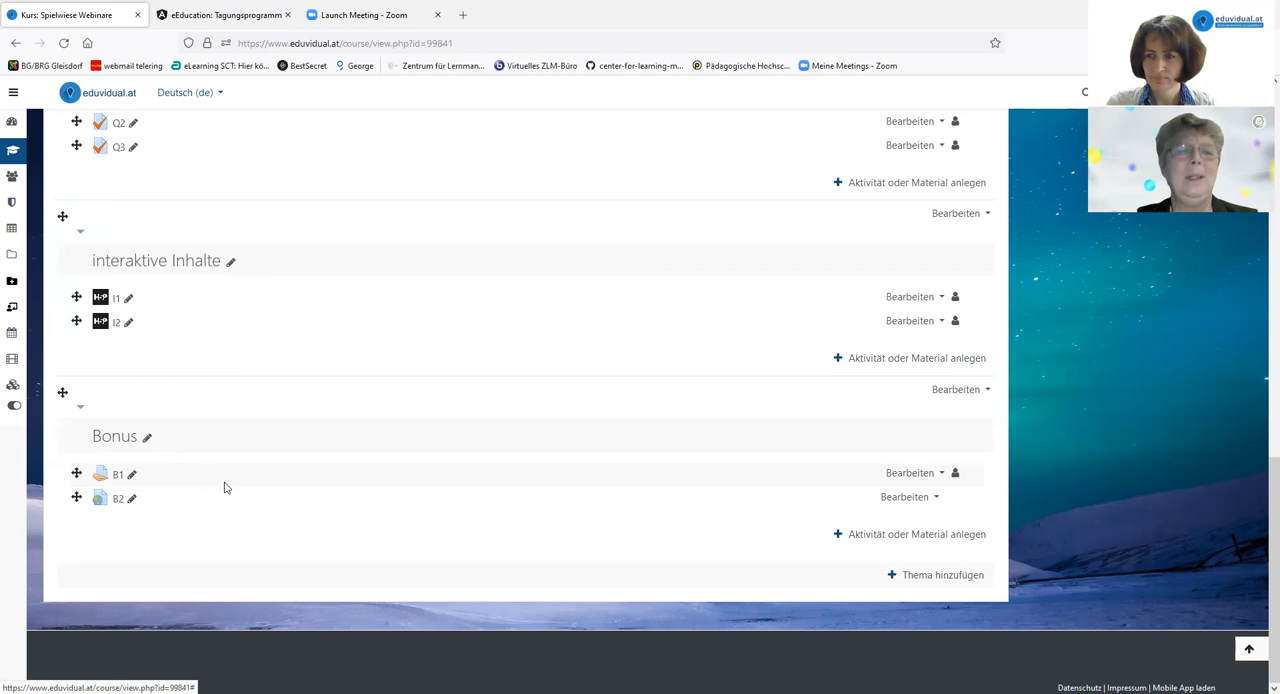 Kurs: Spielwiese Webinare
eEducation: Tagungsprogramm
Launch Meeting - Zoom
https://www.eduvidual.at/course/view.php?id=99841
BG/BRG Gleisdorf
webmail telering
eLearning SCT: Hier kö...
BestSecret
George
Zentrum für Lernman...
Virtuelles ZLM-Büro
center-for-learning-m...
Pädagogische Hochsc...
Meine Meetings - Zoom
eduvidual.at
eduvidual.at
Deutsch (de)
Q2
Bearbeiten
Q3
Bearbeiten
Aktivität oder Material anlegen
Bearbeiten
interaktive Inhalte
H-P I1
Bearbeiten
H-P I2
Bearbeiten
Aktivität oder Material anlegen
Bearbeiten
Bonus
B1
Bearbeiten
B2
Bearbeiten
Aktivität oder Material anlegen
Thema hinzufügen
https://www.eduvidual.at/course/view.php?id=99841#
Datenschutz | Impressum | Mobile App laden